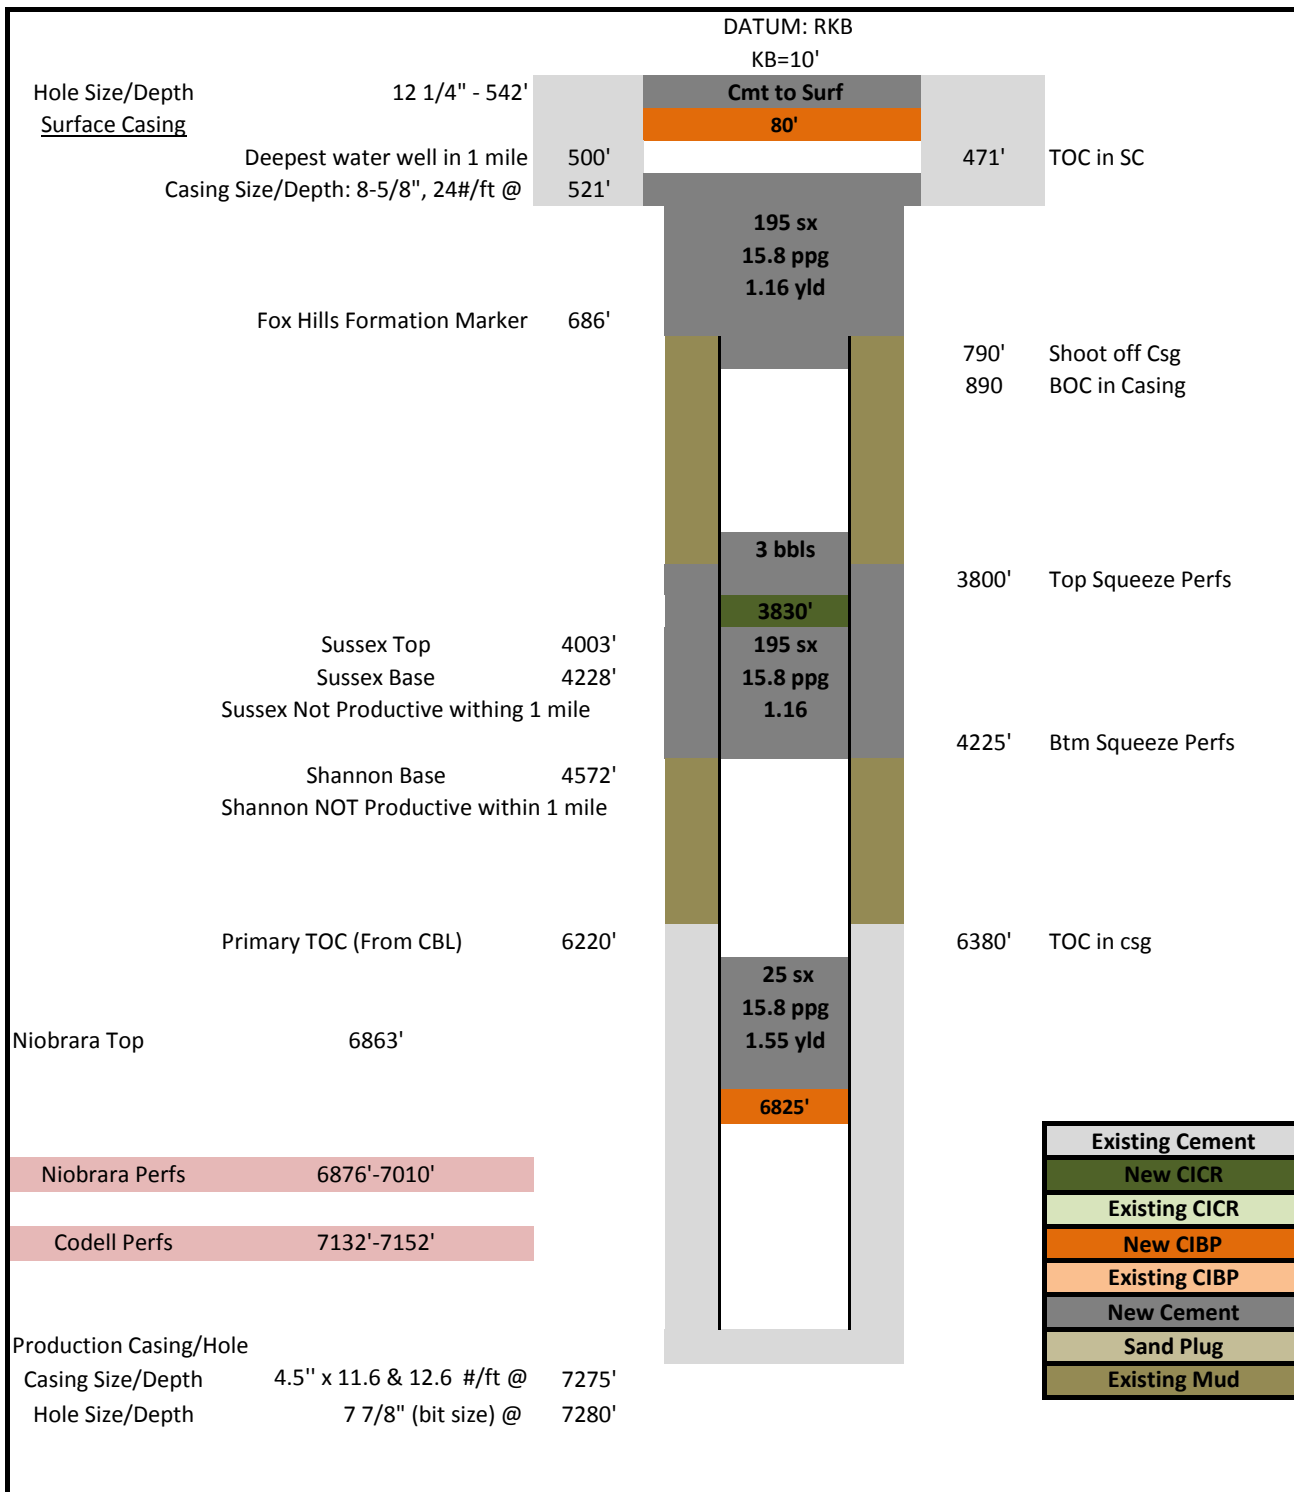 DATUM: RKB
KB=10'
Hole Size/Depth 12 1/4" - 542' Cmt to Surf
Surface Casing 80'
Deepest water well in 1 mile 500' 471' TOC in SC
Casing Size/Depth: 8-5/8", 24#/ft @ 521'
195 sx
15.8 ppg
1.16 yld
Fox Hills Formation Marker 686'
790' Shoot off Csg
890 BOC in Casing
3 bbls
3800' Top Squeeze Perfs
3830'
Sussex Top 4003' 195 sx
Sussex Base 4228' 15.8 ppg
Sussex Not Productive withing 1 mile 1.16
4225' Btm Squeeze Perfs
Shannon Base 4572'
Shannon NOT Productive within 1 mile
Primary TOC (From CBL) 6220' 6380' TOC in csg
25 sx
15.8 ppg
Niobrara Top 6863' 1.55 yld
6825'
Existing Cement
Niobrara Perfs 6876'-7010' New CICR
Existing CICR
Codell Perfs 7132'-7152' New CIBP
Existing CIBP
New Cement
Production Casing/Hole Sand Plug
Casing Size/Depth 4.5'' x 11.6 & 12.6 #/ft @ 7275' Existing Mud
Hole Size/Depth 7 7/8" (bit size) @ 7280'